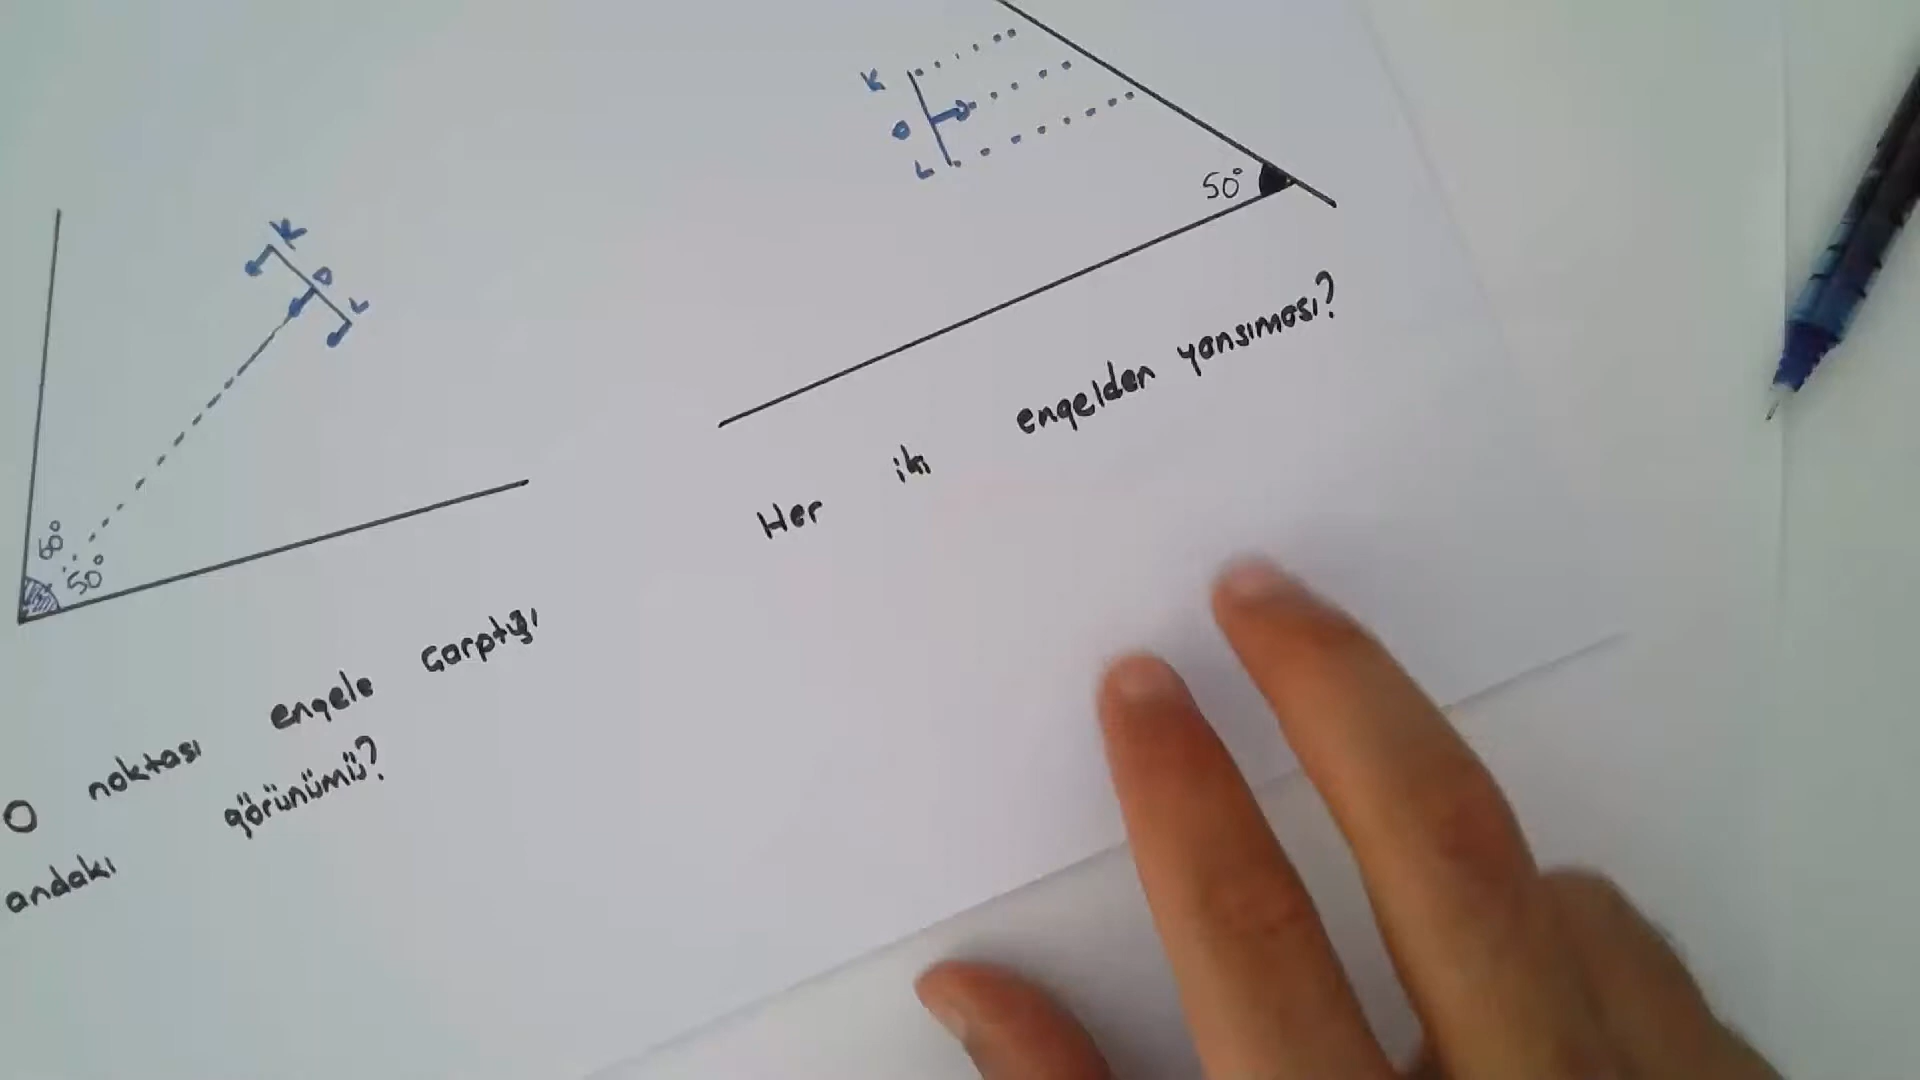 K
O
L
K
O
L
50°
60°
50°
Her iki engelden yansıması?
O noktası engele çarptığı
andaki görünümü?